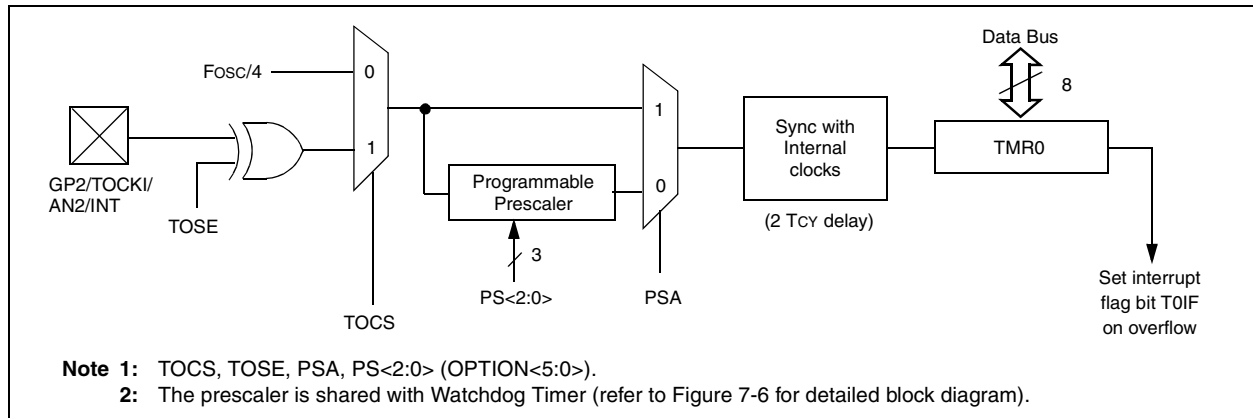 Data Bus
FOSC/4
0
8
1
Sync with
Internal
clocks
TMR0
1
Programmable
Prescaler
0
GP2/TOCKI/
AN2/INT
TOSE
(2 TCY delay)
3
PS<2:0>
PSA
TOCS
Set interrupt
flag bit T0IF
on overflow
Note 1: TOCS, TOSE, PSA, PS<2:0> (OPTION<5:0>).
2: The prescaler is shared with Watchdog Timer (refer to Figure 7-6 for detailed block diagram).